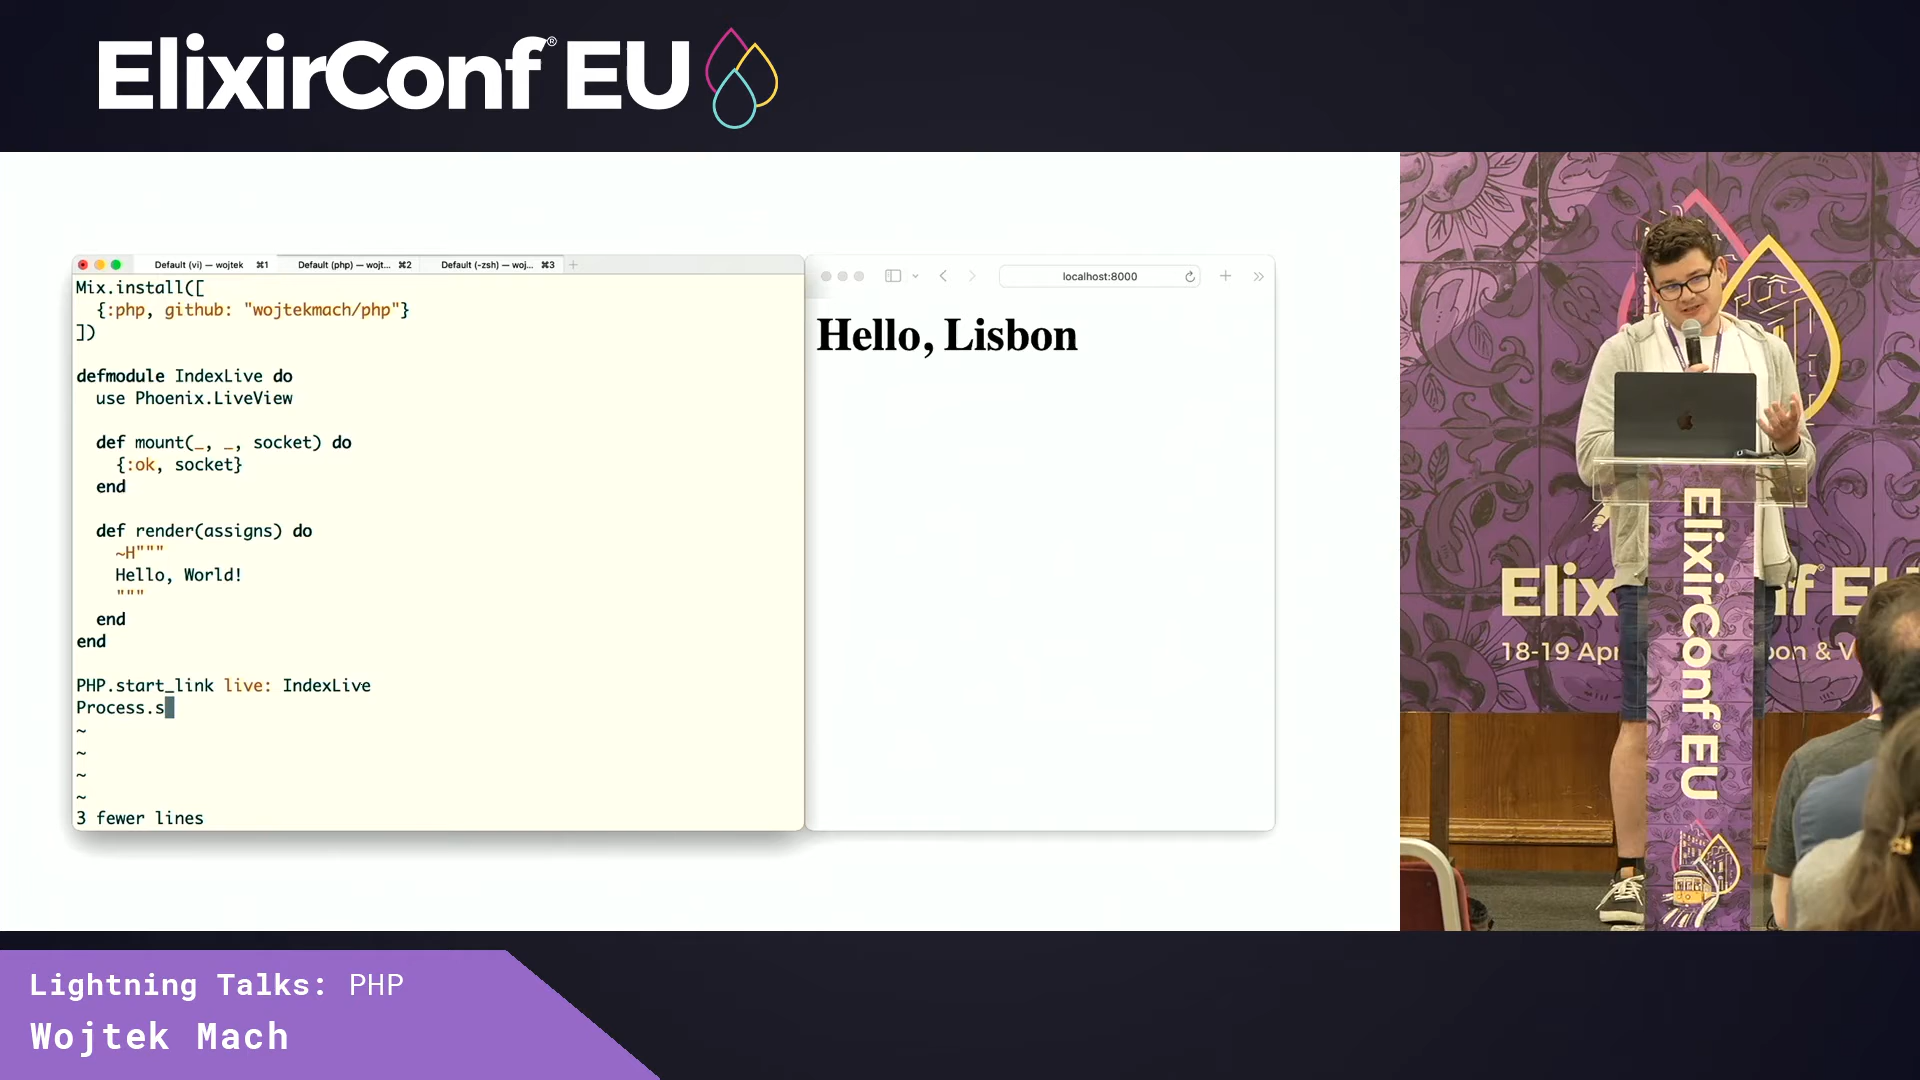 ElixirConf® EU
Default (vi) — wojtek ⌘1 Default (php) — wojt... ⌘2 Default (-zsh) — woj... ⌘3 +
Mix.install([
  {:php, github: "wojtekmach/php"}
])
defmodule IndexLive do
  use Phoenix.LiveView
  def mount(_, _, socket) do
    {:ok, socket}
  end
  def render(assigns) do
    ~H"""
    Hello, World!
    """
  end
end
PHP.start_link live: IndexLive
Process.s
~
~
~
~
3 fewer lines
localhost:8000
Hello, Lisbon
ElixirConf® EU
18-19 Apr
Lightning Talks: PHP
Wojtek Mach